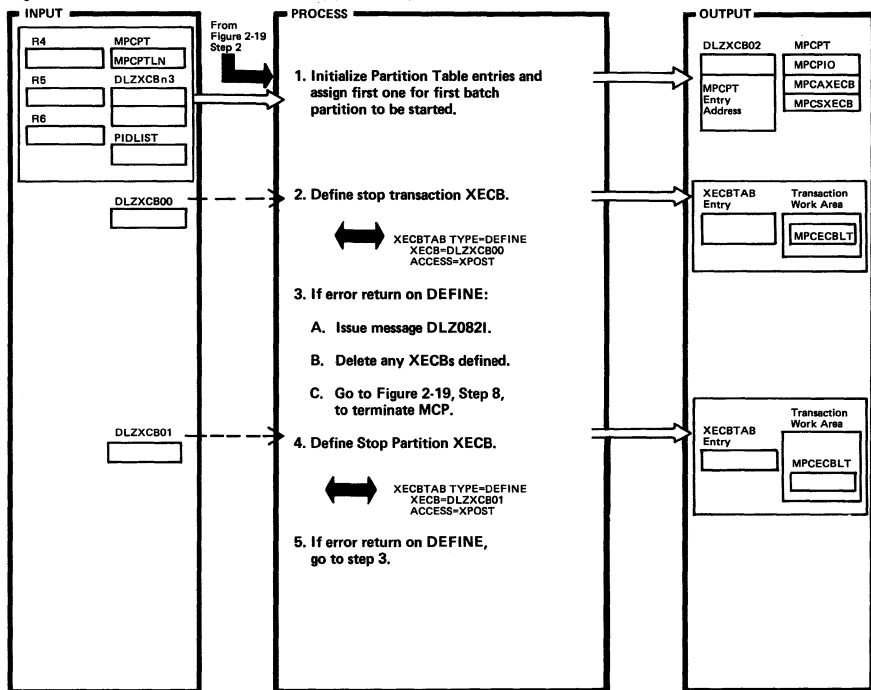 INPUT
PROCESS
OUTPUT
From
Figure 2-19
Step 2
R4
MPCPT
MPCPTLN
R5
DLZXCBn3
R6
PIDLIST
1. Initialize Partition Table entries and
assign first one for first batch
partition to be started.
DLZXCB02
MPCPT
Entry
Address
MPCPT
MPCPIO
MPCAXECB
MPCSXECB
DLZXCB00
2. Define stop transaction XECB.
XECBTAB TYPE=DEFINE
XECB=DLZXCB00
ACCESS=XPOST
XECBTAB
Entry
Transaction
Work Area
MPCECBLT
3. If error return on DEFINE:
A. Issue message DLZ082I.
B. Delete any XECBs defined.
C. Go to Figure 2-19, Step 8,
to terminate MCP.
DLZXCB01
4. Define Stop Partition XECB.
XECBTAB TYPE=DEFINE
XECB=DLZXCB01
ACCESS=XPOST
XECBTAB
Entry
Transaction
Work Area
MPCECBLT
5. If error return on DEFINE,
go to step 3.